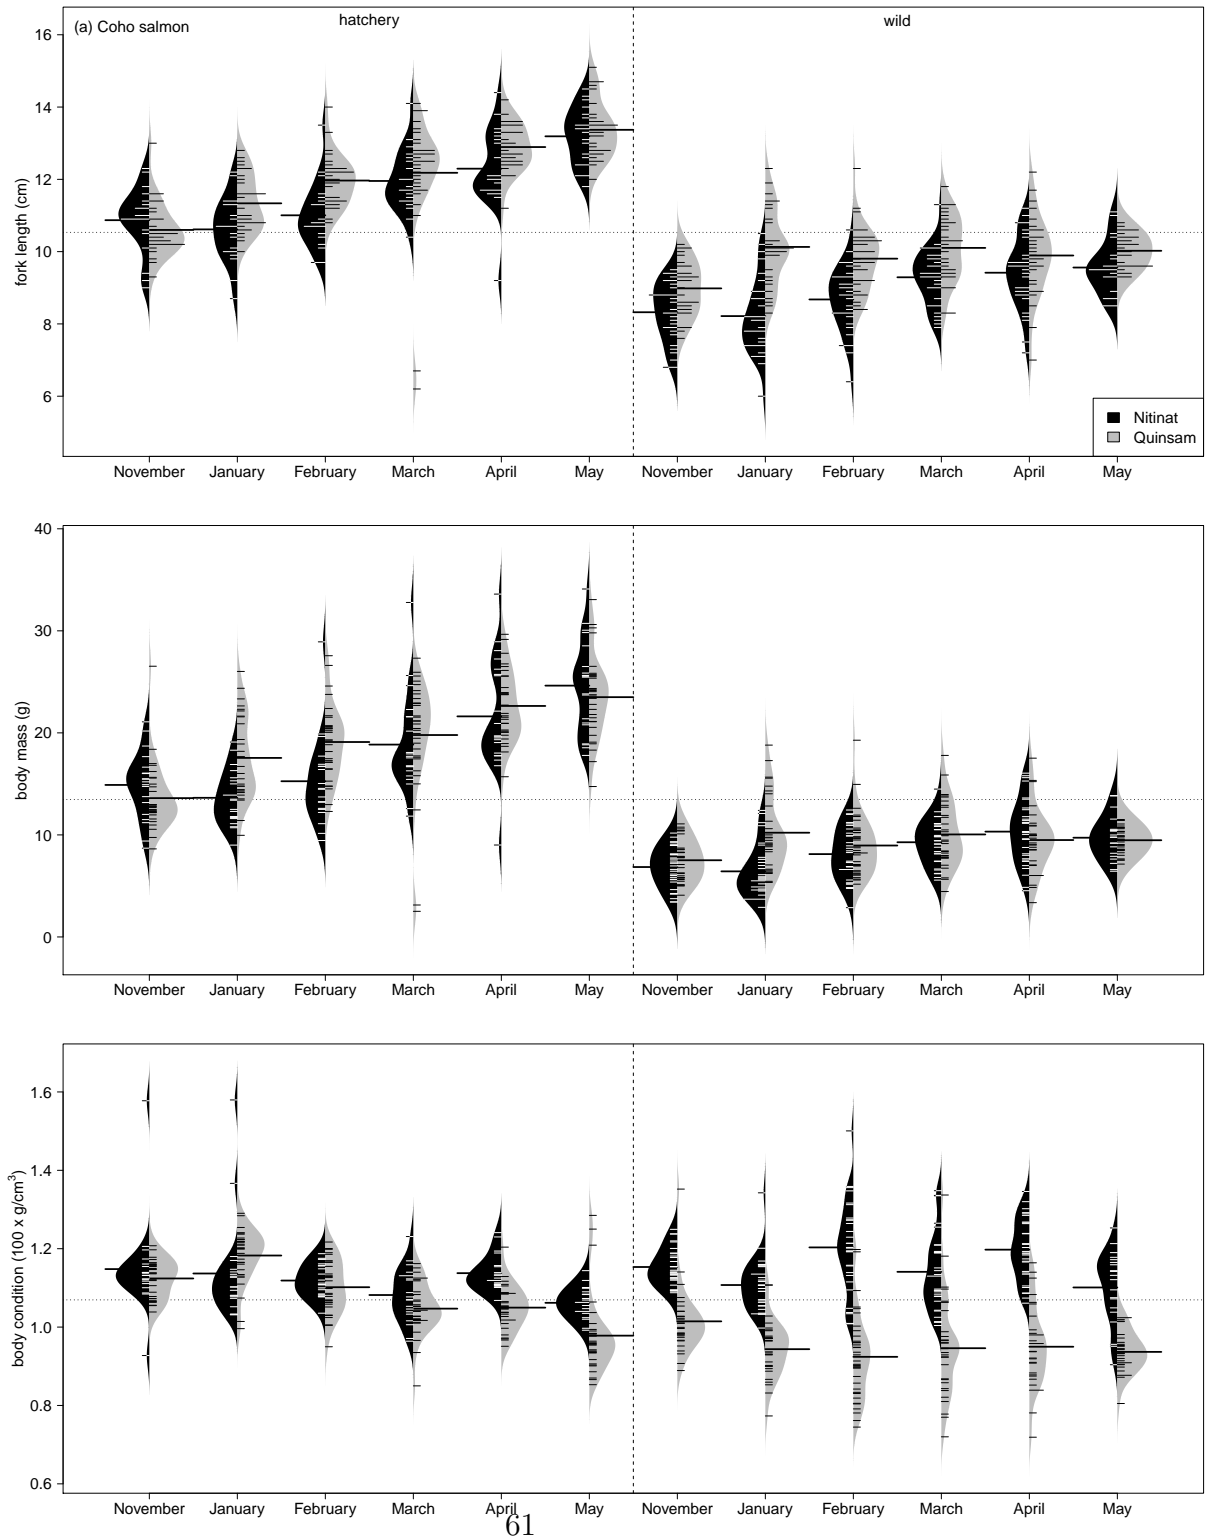 (a) Coho salmon
hatchery
wild
fork length (cm)
16
14
12
10
8
6
November January February March April May November January February March April May
Nitinat
Quinsam
body mass (g)
40
30
20
10
0
November January February March April May November January February March April May
body condition (100 x g/cm³)
1.6
1.4
1.2
1.0
0.8
0.6
November January February March April May November January February March April May
61